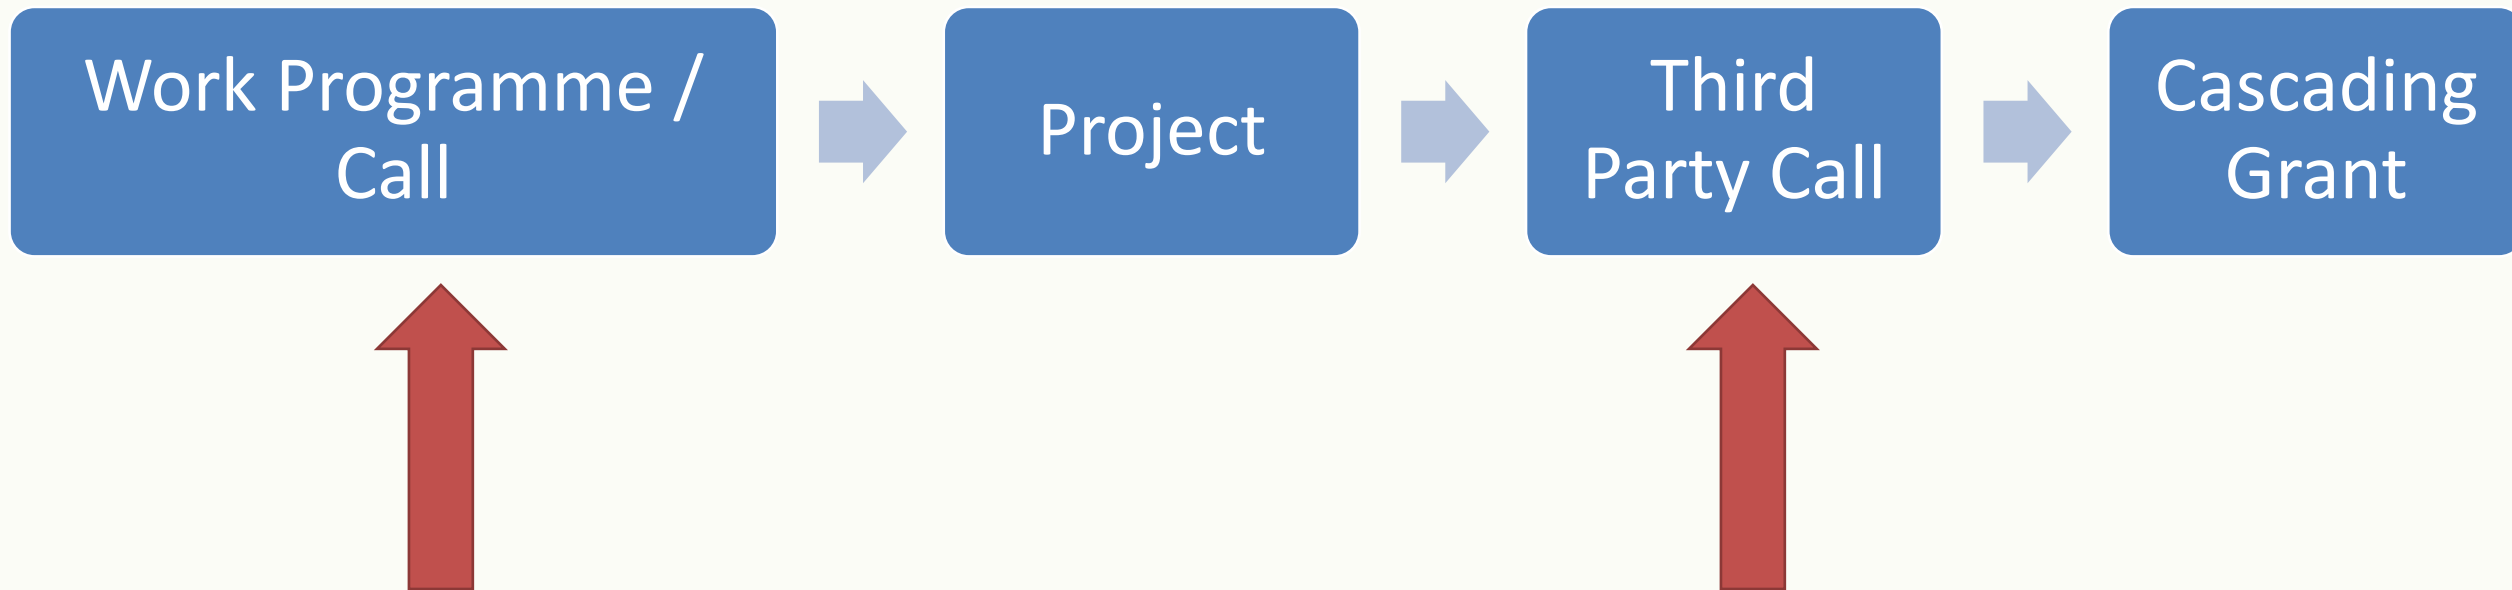 Work Programme /
Call
Project
Third
Party Call
Cascading
Grant